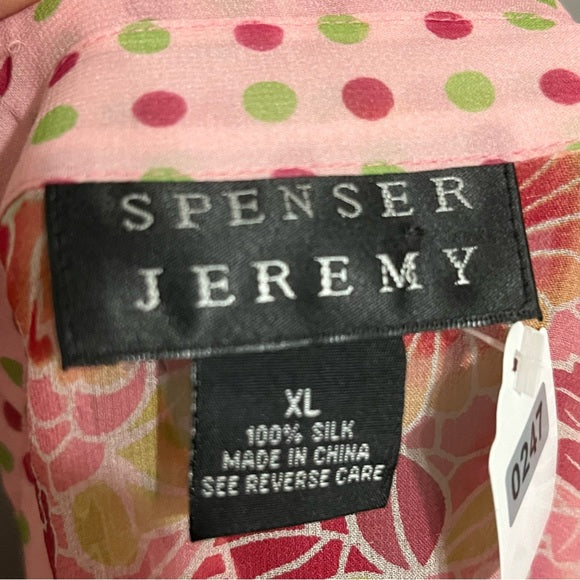 SPENSER
JEREMY
XL
100% SILK
MADE IN CHINA
SEE REVERSE CARE
0247